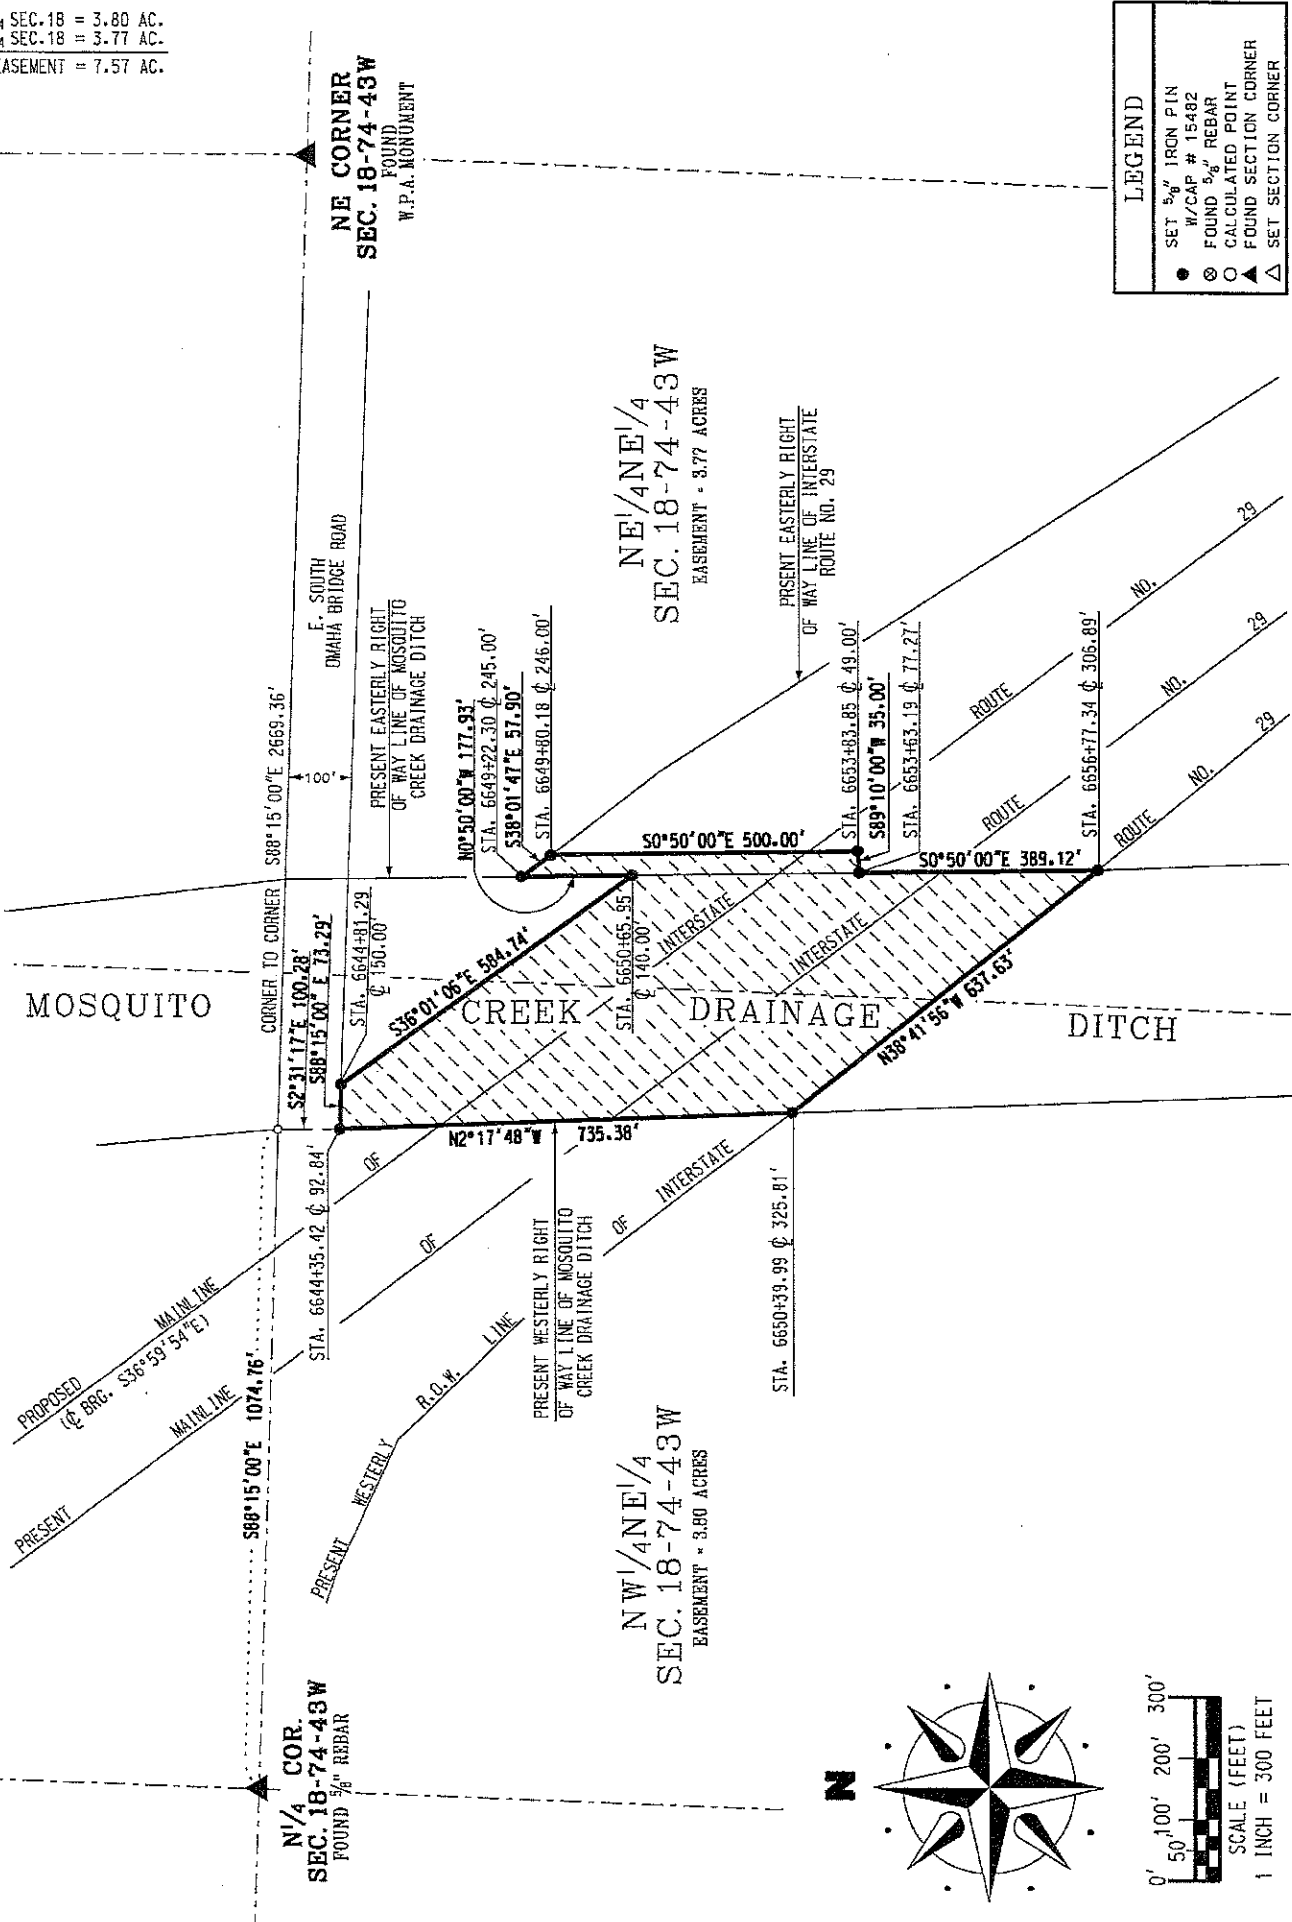 SEC.18 = 3.80 AC.
SEC.18 = 3.77 AC.
EASEMENT = 7.57 AC.
NE CORNER
SEC. 18-74-43W
FOUND
W.P.A. MONUMENT
LEGEND
● SET 5/8" IRON PIN
W/CAP # 15482
⊗ FOUND 5/8" REBAR
○ CALCULATED POINT
▲ FOUND SECTION CORNER
△ SET SECTION CORNER
E. SOUTH
OMAHA BRIDGE ROAD
100'
S88°15'00"E 2669.36'
CORNER TO CORNER
PRESENT EASTERLY RIGHT
OF WAY LINE OF MOSQUITO
CREEK DRAINAGE DITCH
NE1/4NE1/4
SEC. 18-74-43W
EASEMENT = 3.77 ACRES
PRSENT EASTERLY RIGHT
OF WAY LINE OF INTERSTATE
ROUTE NO. 29
N0°50'00"W 177.93'
STA. 6649+22.30 ℄ 245.00'
S38°01'47"E 57.90'
STA. 6649+80.18 ℄ 246.00'
S0°50'00"E 500.00'
STA. 6653+83.85 ℄ 49.00'
S89°10'00"W 35.00'
STA. 6653+63.19 ℄ 77.27'
S0°50'00"E 389.12'
STA. 6656+77.34 ℄ 306.89'
S2°31'17"E 100.28'
S88°15'00" E 73.29'
STA. 6644+81.29
℄ 150.00'
S36°01'06"E 584.74'
STA. 6650+65.95
℄ 140.00'
MOSQUITO CREEK DRAINAGE DITCH
N38°41'56"W 637.63'
N2°17'48"W 735.38'
STA. 6644+35.42 ℄ 92.84'
STA. 6650+39.99 ℄ 325.81'
PROPOSED MAINLINE OF INTERSTATE ROUTE NO. 29
(℄ BRG. S36°59'54"E)
PRESENT MAINLINE OF INTERSTATE ROUTE NO. 29
PRESENT WESTERLY R.O.W. LINE OF INTERSTATE ROUTE NO. 29
S88°15'00"E 1074.76'
PRESENT WESTERLY RIGHT
OF WAY LINE OF MOSQUITO
CREEK DRAINAGE DITCH
NW1/4NE1/4
SEC. 18-74-43W
EASEMENT = 3.80 ACRES
N1/4 COR.
SEC. 18-74-43W
FOUND 5/8" REBAR
N
0' 50' 100' 200' 300'
SCALE (FEET)
1 INCH = 300 FEET